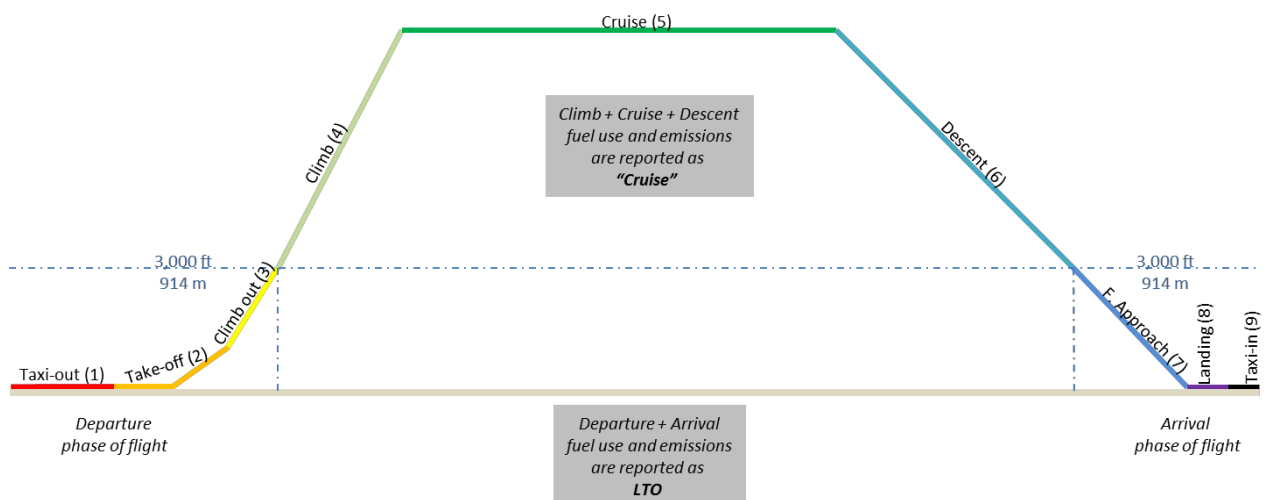 Cruise (5)
Climb + Cruise + Descent
fuel use and emissions
are reported as
“Cruise”
Climb (4)
Descent (6)
3,000 ft
914 m
3,000 ft
914 m
Climb out (3)
F. Approach (7)
Landing (8)
Taxi-in (9)
Take-off (2)
Taxi-out (1)
Departure
phase of flight
Departure + Arrival
fuel use and emissions
are reported as
LTO
Arrival
phase of flight